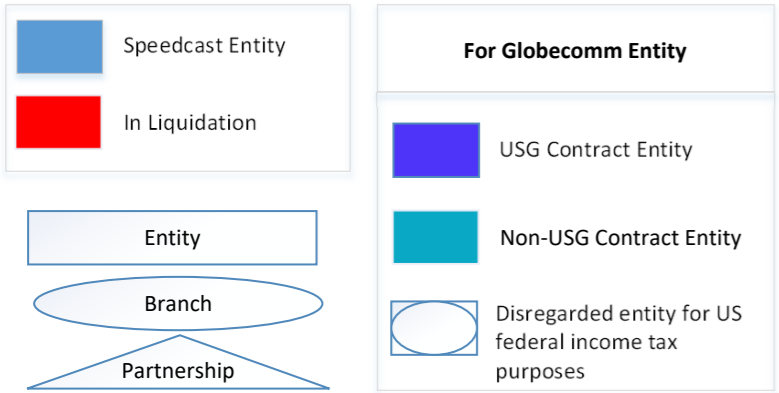 Speedcast Entity
In Liquidation
Entity
Branch
Partnership
For Globecomm Entity
USG Contract Entity
Non-USG Contract Entity
Disregarded entity for US
federal income tax
purposes